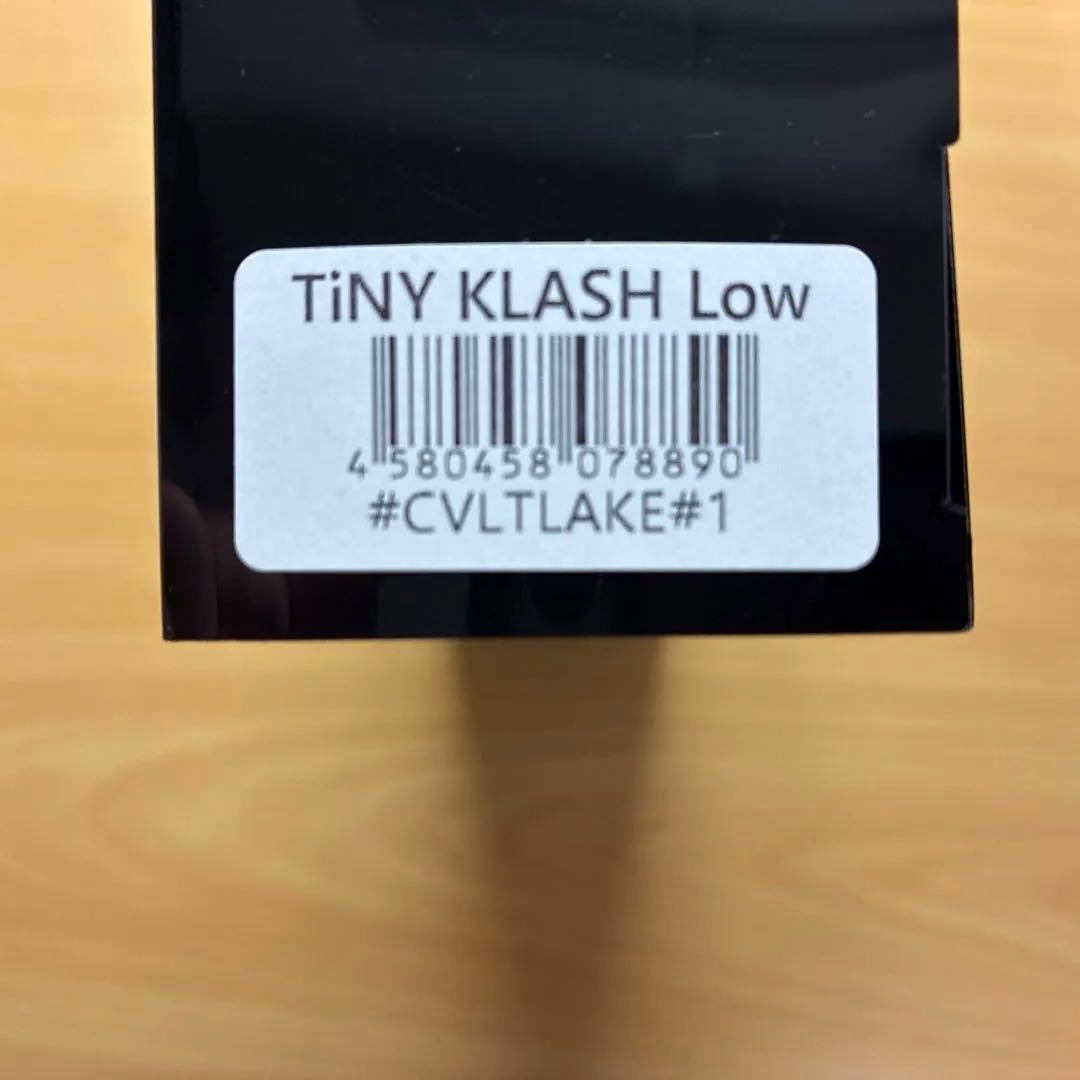 TiNY KLASH Low
4 580458 078890
#CVLTLAKE#1